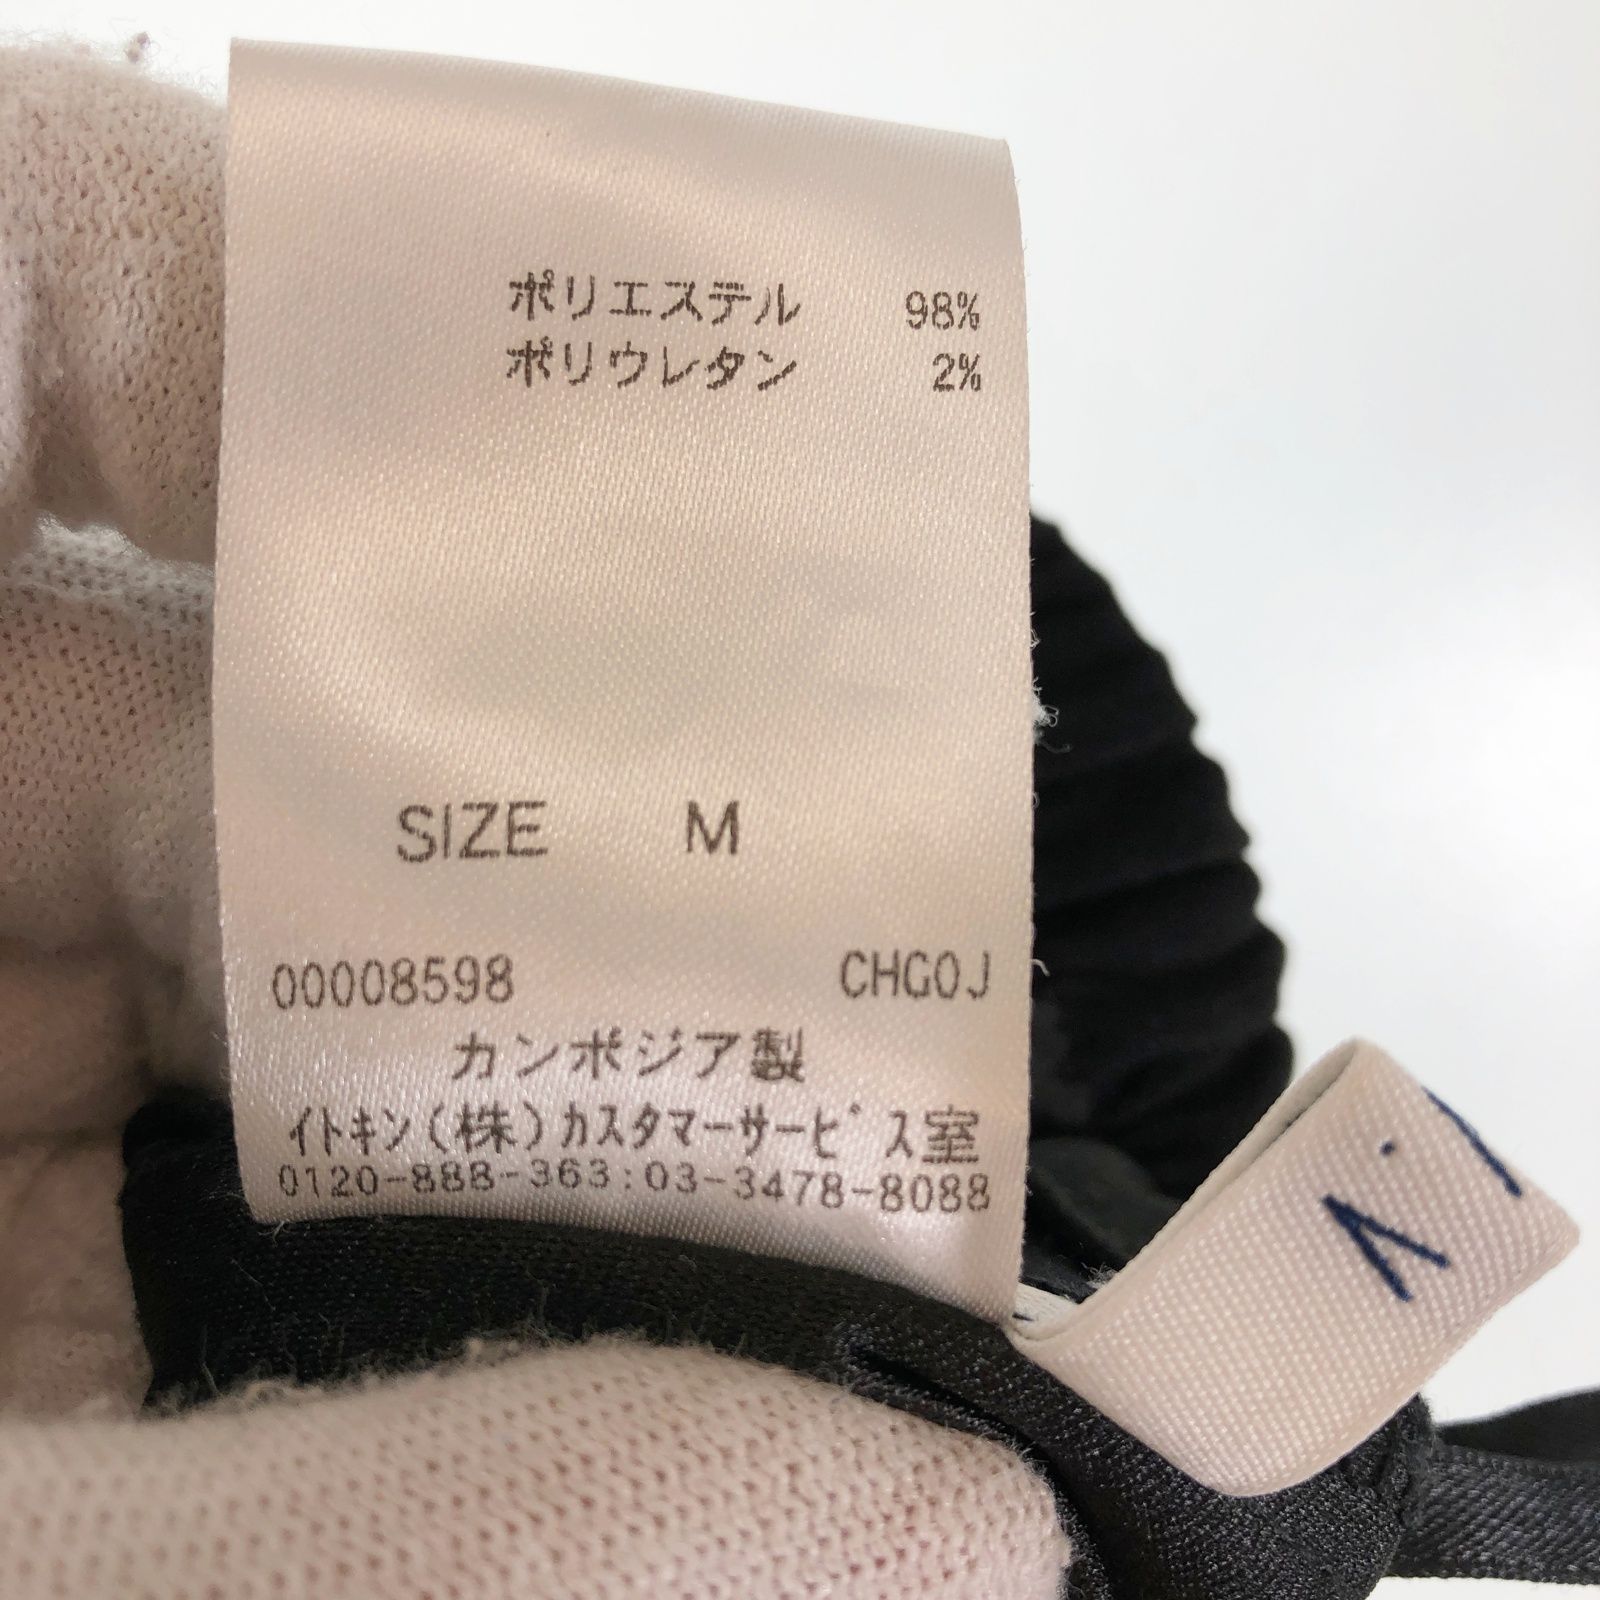 ポリエステル 98%
ポリウレタン 2%
SIZE M
00008598 CHG0J
カンボジア製
イトキン(株)カスタマーサービス室
0120-888-363:03-3478-8088